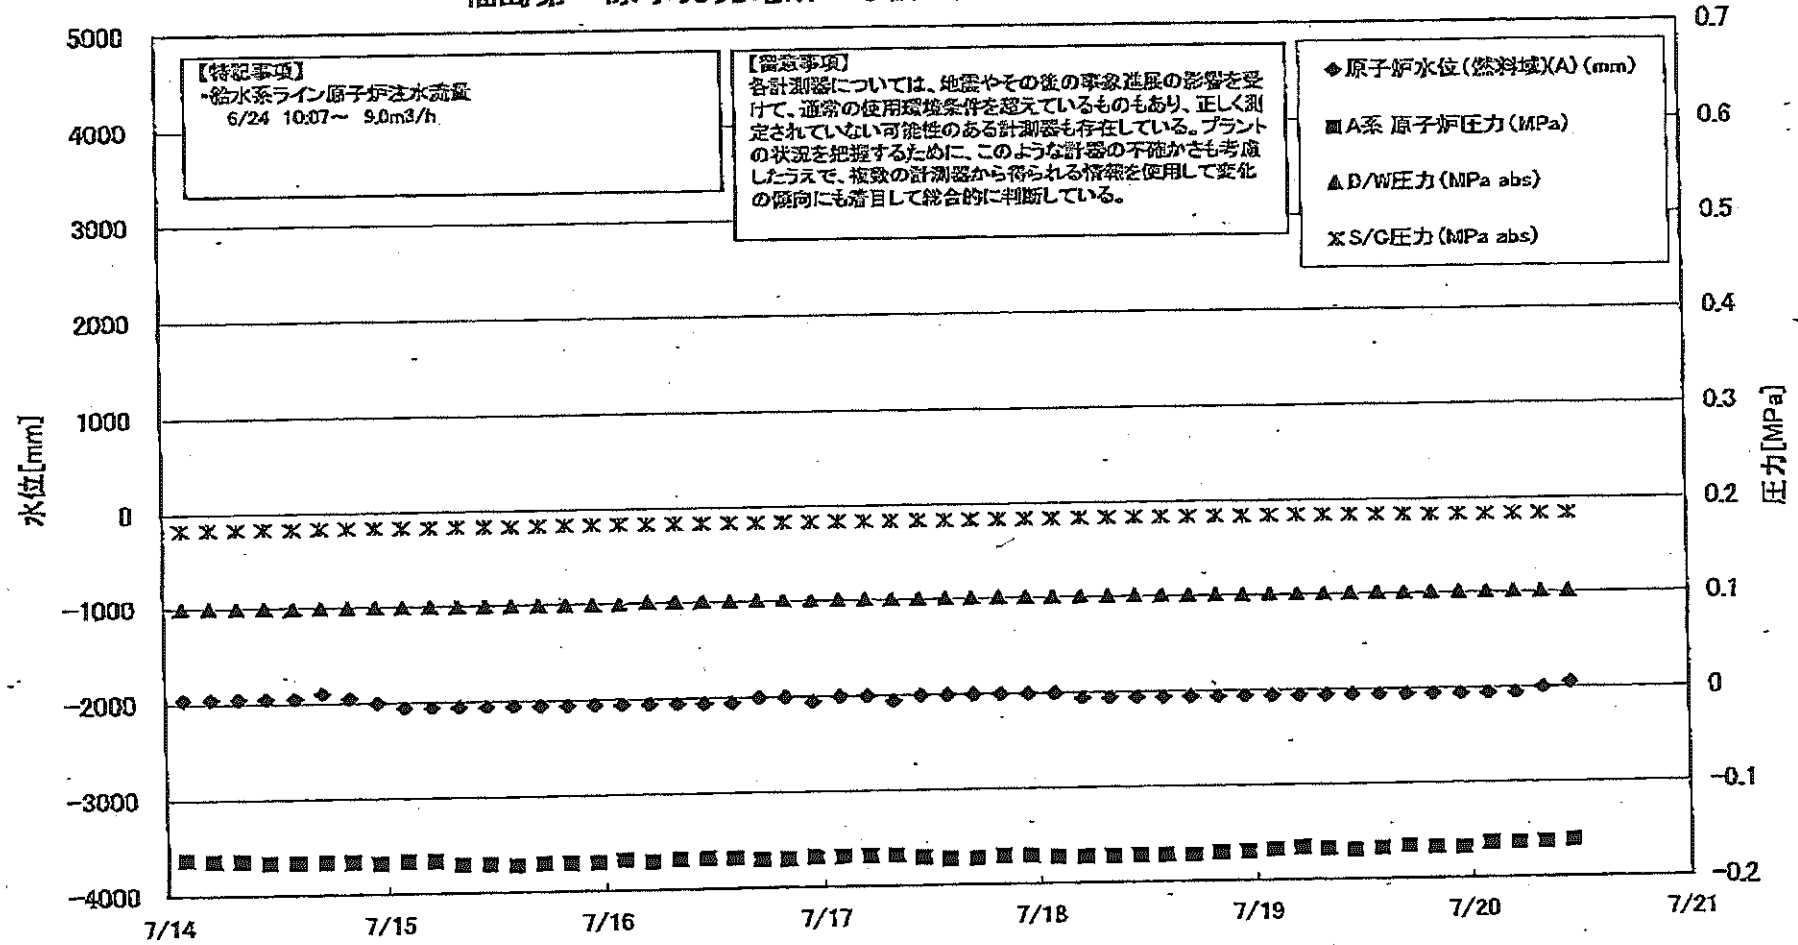 5000
4000
3000
2000
1000
0
-1000
-2000
-3000
-4000
水位[mm]
【特記事項】
・給水系ライン原子炉注水流量
6/24 10:07～ 9.0m3/h
【留意事項】
各計測器については、地震やその後の事象進展の影響を受
けて、通常の使用環境条件を超えているものもあり、正しく測
定されていない可能性のある計測器も存在している。プラント
の状況を把握するために、このような計器の不確かさも考慮
したうえで、複数の計測器から得られる情報を使用して変化
の傾向にも着目して総合的に判断している。
◆原子炉水位(燃料域)(A)(mm)
■A系 原子炉圧力(MPa)
▲D/W圧力(MPa abs)
S/C圧力(MPa abs)
0.7
0.6
0.5
0.4
0.3
0.2
0.1
0
-0.1
-0.2
圧力[MPa]
7/14
7/15
7/16
7/17
7/18
7/19
7/20
7/21